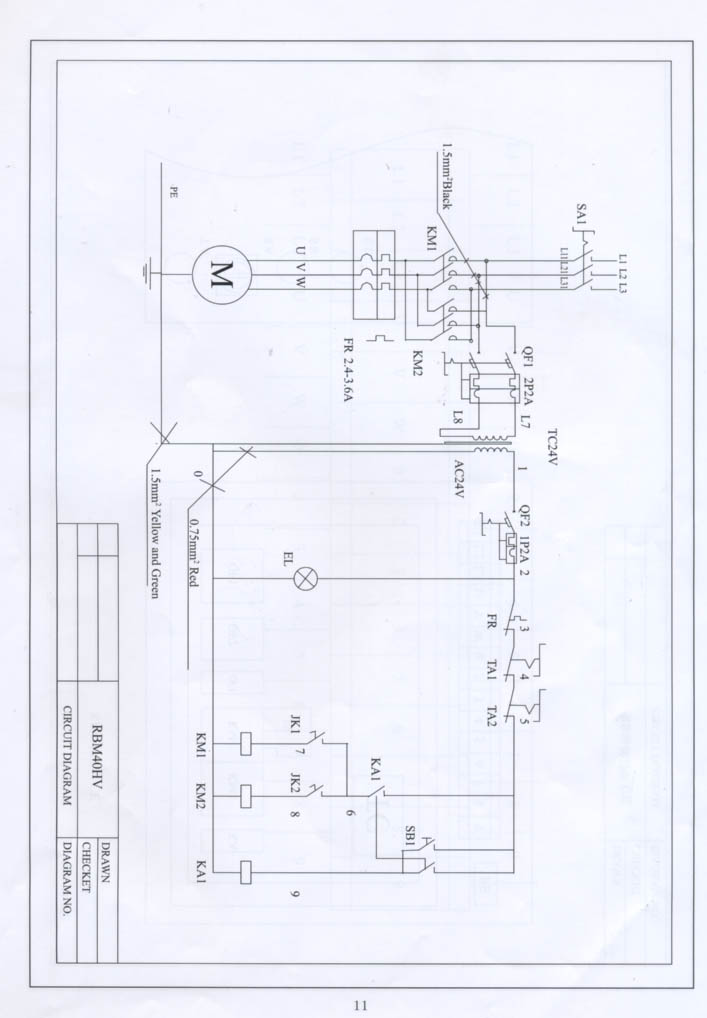 L1 L2 L3
SA1
L11 L21 L31
1.5mm²Black
KM1
KM2
U V W
M
PE
FR 2.4-3.6A
QF1 2P2A
L7
L8
TC24V
AC24V
1
0
1.5mm² Yellow and Green
0.75mm² Red
QF2 1P2A 2
EL
FR
3
TA1
4
TA2
5
JK1
7
JK2
8
6
KA1
SB1
9
KM1
KM2
KA1
RBM40HV
CIRCUIT DIAGRAM
DRAWN
CHECKET
DIAGRAM NO.
11